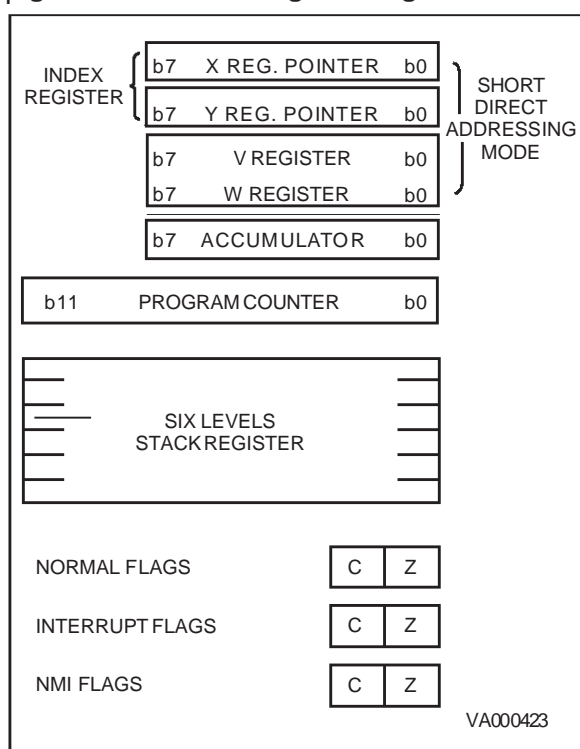 INDEX
REGISTER
b7 X REG. POINTER b0
b7 Y REG. POINTER b0
b7 V REGISTER b0
b7 W REGISTER b0
SHORT
DIRECT
ADDRESSING
MODE
b7 ACCUMULATOR b0
b11 PROGRAM COUNTER b0
SIX LEVELS
STACK REGISTER
NORMAL FLAGS C Z
INTERRUPT FLAGS C Z
NMI FLAGS C Z
VA000423